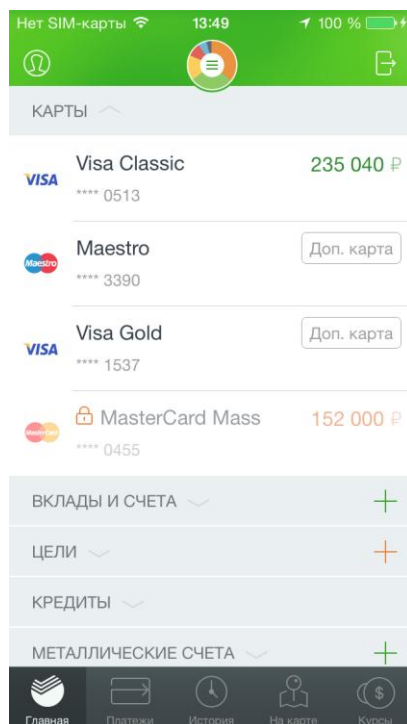 Нет SIM-карты 13:49 100 %
КАРТЫ
VISA Visa Classic 235 040 ₽
**** 0513
Maestro Maestro Доп. карта
**** 3390
VISA Visa Gold Доп. карта
**** 1537
MasterCard MasterCard Mass 152 000 ₽
**** 0455
ВКЛАДЫ И СЧЕТА
ЦЕЛИ
КРЕДИТЫ
МЕТАЛЛИЧЕСКИЕ СЧЕТА
$
Главная Платежи История На карте Курсы